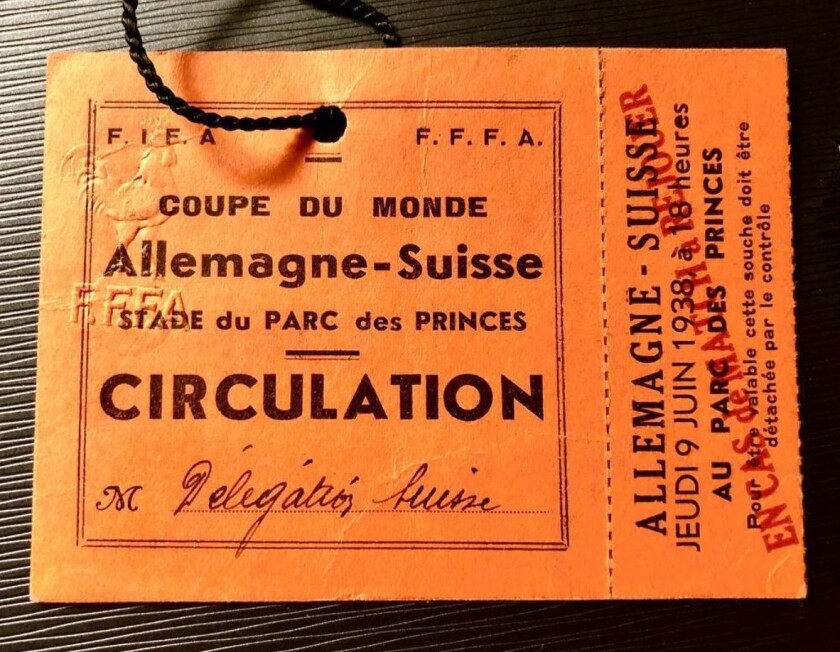 F. I. F. A
F. F. F. A.
COUPE DU MONDE
Allemagne-Suisse
F.F.F.A
STADE du PARC des PRINCES
CIRCULATION
M Délégation Suisse
ALLEMAGNE - SUISSE
JEUDI 9 JUIN 1938 à 18 heures
AU PARC DES PRINCES
Pour être valable cette souche doit être
détachée par le contrôle
EN CAS de MATCH à REJOUER